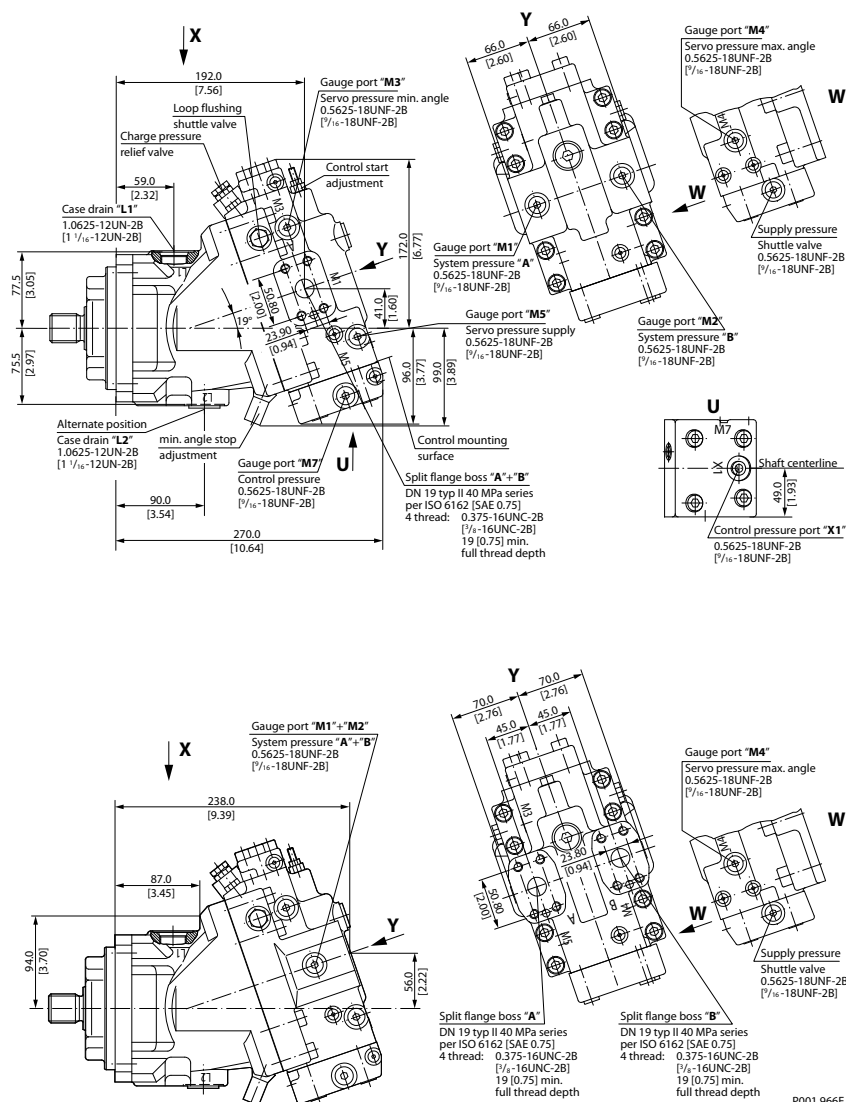 X
192.0
[7.56]
Loop flushing
shuttle valve
Charge pressure
relief valve
Gauge port "M3"
Servo pressure min. angle
0.5625-18UNF-2B
[9/16-18UNF-2B]
Control start
adjustment
59.0
[2.32]
Case drain "L1"
1.0625-12UN-2B
[1 1/16-12UN-2B]
77.5
[3.05]
75.5
[2.97]
172.0
[6.77]
Y
M3
M1
L1
50.80
[2.00]
41.0
[1.60]
19°
23.90
[0.94]
M5
96.0
[3.77]
99.0
[3.89]
L2
Alternate position
Case drain "L2"
1.0625-12UN-2B
[1 1/16-12UN-2B]
min. angle stop
adjustment
Gauge port "M7"
Control pressure
0.5625-18UNF-2B
[9/16-18UNF-2B]
U
Control mounting
surface
Split flange boss "A"+"B"
DN 19 typ II 40 MPa series
per ISO 6162 [SAE 0.75]
4 thread: 0.375-16UNC-2B
[3/8-16UNC-2B]
19 [0.75] min.
full thread depth
90.0
[3.54]
270.0
[10.64]
Y
66.0
[2.60]
66.0
[2.60]
Gauge port "M1"
System pressure "A"
0.5625-18UNF-2B
[9/16-18UNF-2B]
Gauge port "M5"
Servo pressure supply
0.5625-18UNF-2B
[9/16-18UNF-2B]
Gauge port "M2"
System pressure "B"
0.5625-18UNF-2B
[9/16-18UNF-2B]
W
Gauge port "M4"
Servo pressure max. angle
0.5625-18UNF-2B
[9/16-18UNF-2B]
W
M4
Supply pressure
Shuttle valve
0.5625-18UNF-2B
[9/16-18UNF-2B]
U
M7
X1
Shaft centerline
49.0
[1.93]
Control pressure port "X1"
0.5625-18UNF-2B
[9/16-18UNF-2B]
X
Gauge port "M1"+"M2"
System pressure "A"+"B"
0.5625-18UNF-2B
[9/16-18UNF-2B]
238.0
[9.39]
87.0
[3.45]
94.0
[3.70]
L1
Y
56.0
[2.22]
L2
Y
70.0
[2.76]
70.0
[2.76]
45.0
[1.77]
45.0
[1.77]
M3
23.80
[0.94]
50.80
[2.00]
A
B
M4
M5
W
Split flange boss "A"
DN 19 typ II 40 MPa series
per ISO 6162 [SAE 0.75]
4 thread: 0.375-16UNC-2B
[3/8-16UNC-2B]
19 [0.75] min.
full thread depth
Split flange boss "B"
DN 19 typ II 40 MPa series
per ISO 6162 [SAE 0.75]
4 thread: 0.375-16UNC-2B
[3/8-16UNC-2B]
19 [0.75] min.
full thread depth
Gauge port "M4"
Servo pressure max. angle
0.5625-18UNF-2B
[9/16-18UNF-2B]
W
M4
Supply pressure
Shuttle valve
0.5625-18UNF-2B
[9/16-18UNF-2B]
P001 966E